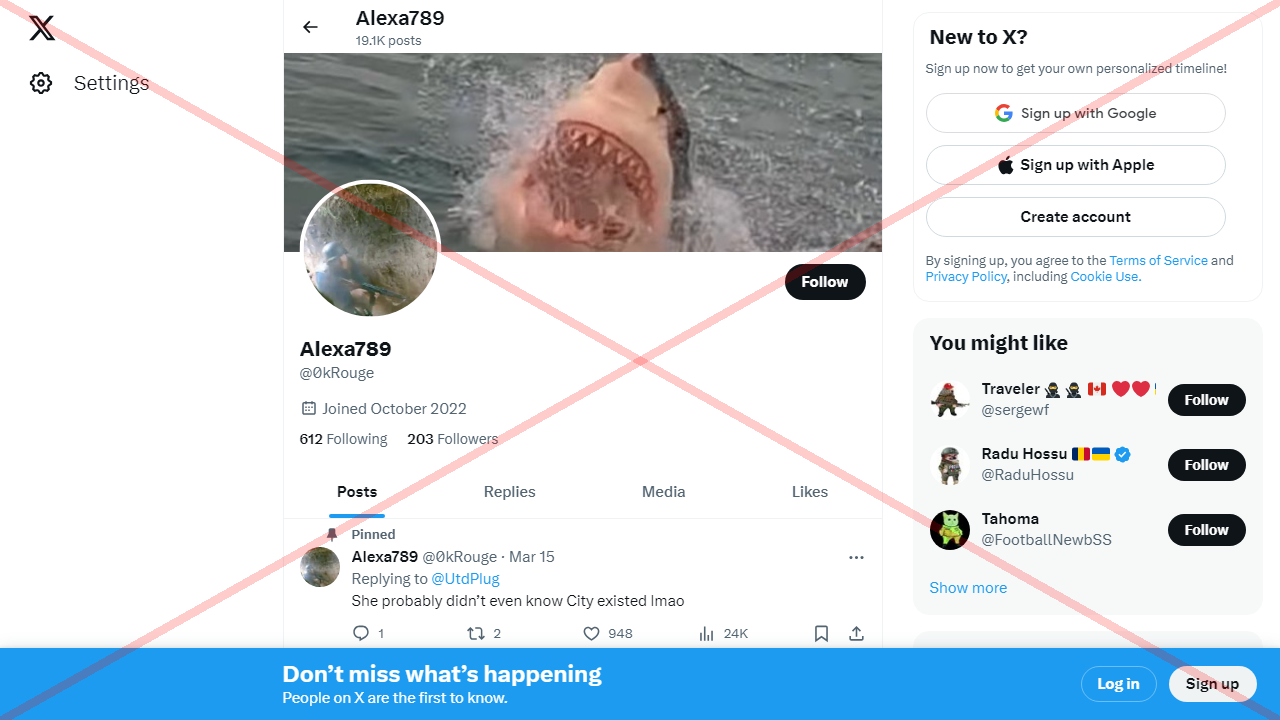 Settings
Alexa789
19.1K posts
Follow
Alexa789
@0kRouge
Joined October 2022
612 Following 203 Followers
Posts Replies Media Likes
Pinned
Alexa789 @0kRouge · Mar 15
Replying to @UtdPlug
She probably didn’t even know City existed lmao
1 2 948 24K
New to X?
Sign up now to get your own personalized timeline!
Sign up with Google
Sign up with Apple
Create account
By signing up, you agree to the Terms of Service and
Privacy Policy, including Cookie Use.
You might like
Traveler
@sergewf
Follow
Radu Hossu
@RaduHossu
Follow
Tahoma
@FootballNewbSS
Follow
Show more
Don’t miss what’s happening
People on X are the first to know.
Log in
Sign up